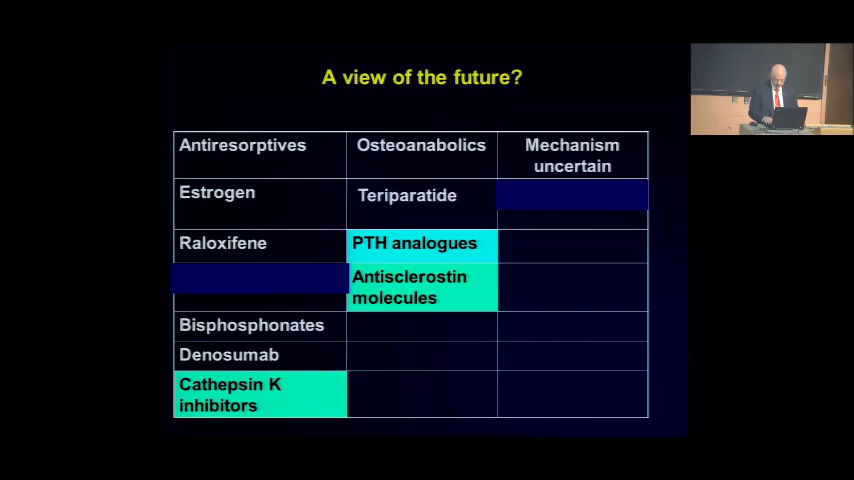 A view of the future?
Antiresorptives Osteoanabolics Mechanism
uncertain
Estrogen Teriparatide
Raloxifene PTH analogues
Antisclerostin
molecules
Bisphosphonates
Denosumab
Cathepsin K
inhibitors